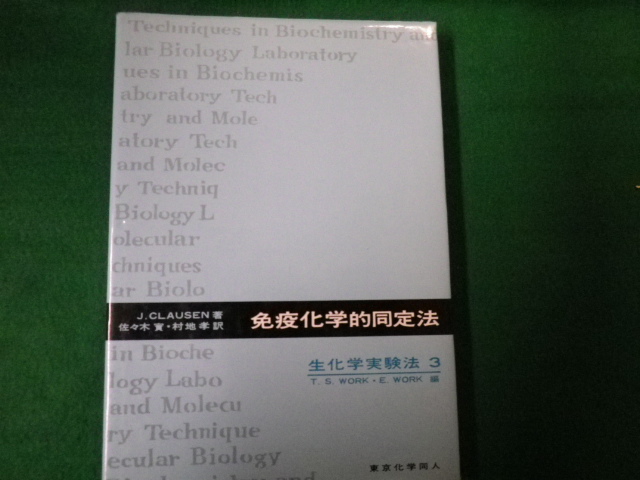 Techniques in Biochemistry an
lar Biology Laboratory
ues in Biochemis
aboratory Tech
try and Mole
atory Tech
and Molec
y Techniq
Biology L
olecular
chniques
ar Biolo
J. CLAUSEN 著
佐々木 實・村地 孝 訳
免疫化学的同定法
in Bioche
logy Labo
生化学実験法 3
T. S. WORK・E. WORK 編
and Molecu
ry Technique
ecular Biology
東京化学同人